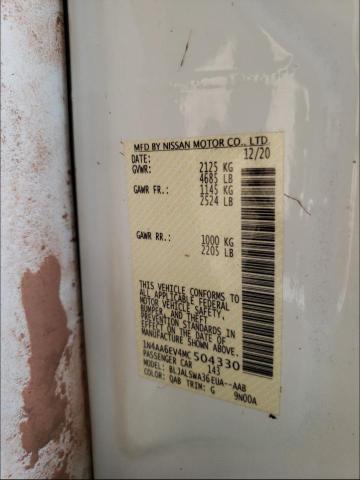 MFD BY NISSAN MOTOR CO., LTD
DATE: 12/20
GVWR: 2125 KG
4685 LB
GAWR FR.: 1145 KG
2524 LB
GAWR RR.: 1000 KG
2205 LB
THIS VEHICLE CONFORMS TO
ALL APPLICABLE FEDERAL
MOTOR VEHICLE SAFETY,
BUMPER, AND THEFT
PREVENTION STANDARDS IN
EFFECT ON THE DATE OF
MANUFACTURE SHOWN ABOVE.
1N4AA6EV4MC 504330
PASSENGER CAR 143
MODEL: BLJALSWA36EUA--AAB
COLOR: QAB TRIM: G 9N00A